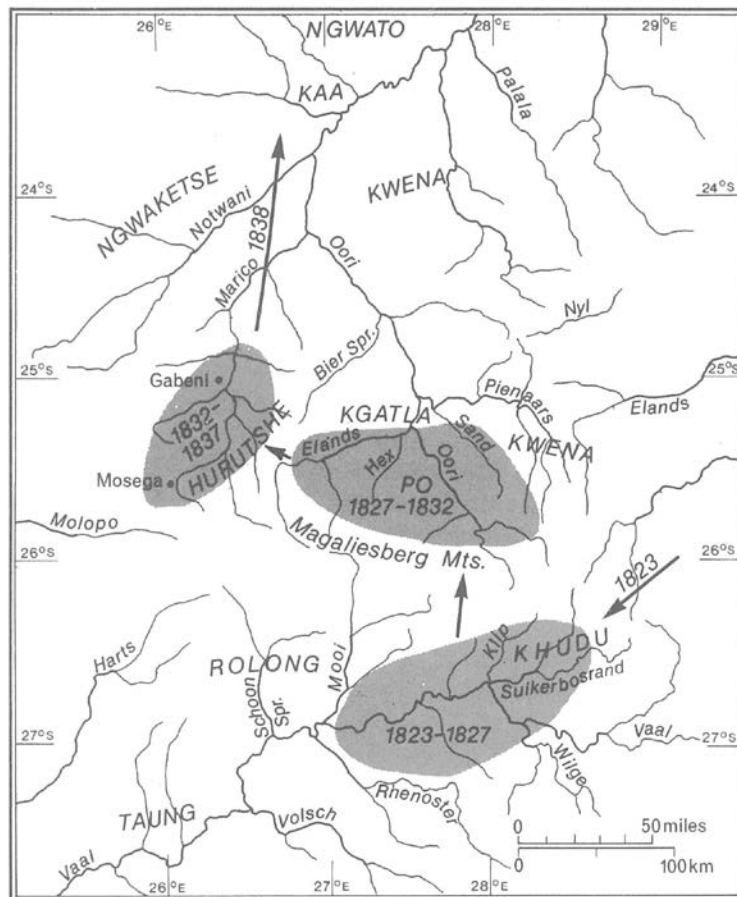 26°E
28°E
29°E
NGWATO
KAA
Palala
24°S
24°S
KWENA
NGWAKETSE
Notwani
1838
Oori
Marico
Nyl
Bier Spr.
25°S
25°S
Gabeni
Pienaars
Elands
KGATLA
1832-
1837
Sand
KWENA
Elands
HURUTSHE
Hex
Oori
Mosega
PO
1827-1832
Molopo
Magaliesberg Mts.
26°S
26°S
1823
Klip
KHUDU
Harts
ROLONG
Mooi
Suikerbosrand
Schoon
Spr.
27°S
1823-1827
Vaal
27°S
Wilge
Rhenoster
TAUNG
Volsch
0 50 miles
0 100 km
Vaal
26°E
27°E
28°E